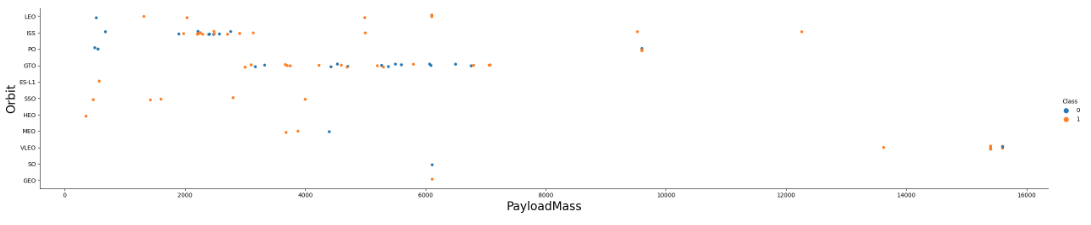 LEO
ISS
PO
GTO
ES-L1
SSO
HEO
MEO
VLEO
SO
GEO
Orbit
0 2000 4000 6000 8000 10000 12000 14000 16000
PayloadMass
Class
0
1